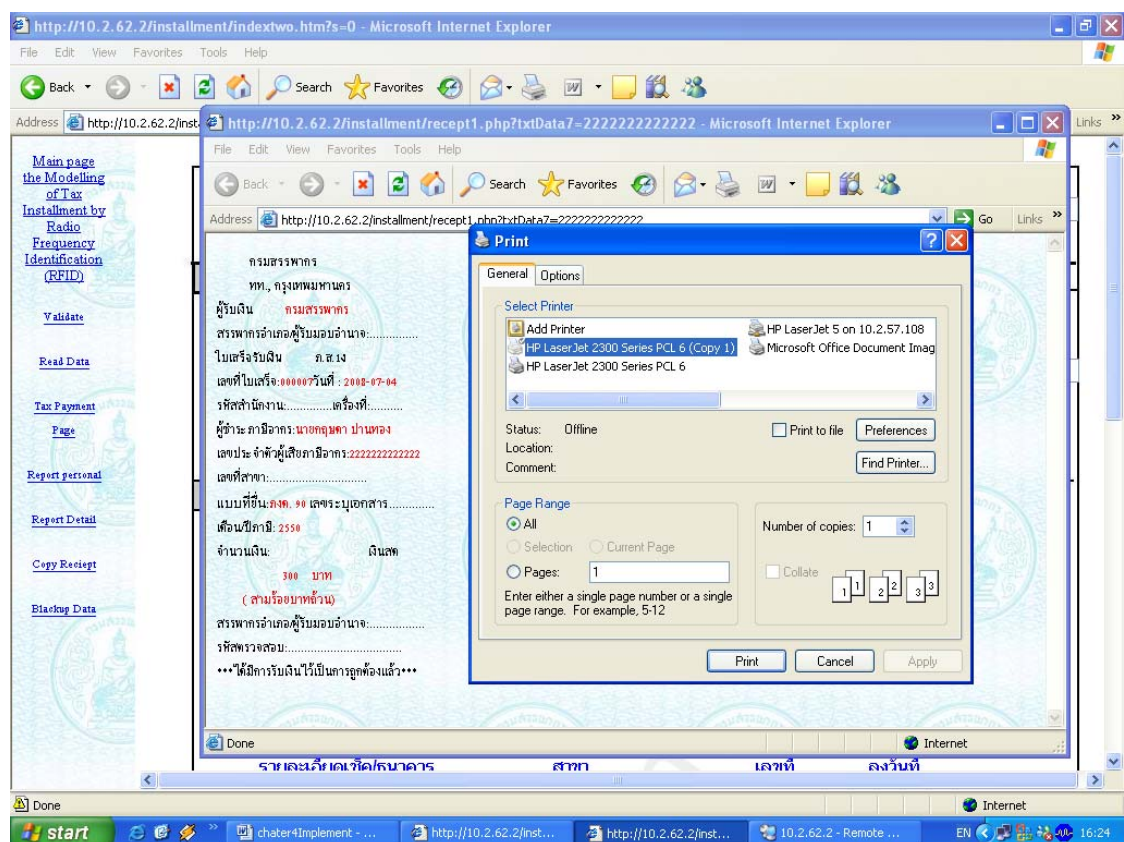 http://10.2.62.2/installment/indextwo.htm?s=0 - Microsoft Internet Explorer
File Edit View Favorites Tools Help
Back Search Favorites
Address http://10.2.62.2/inst Links
Main page
the Modelling
of Tax
Installment by
Radio
Frequency
Identification
(RFID)
Validate
Read Data
Tax Payment
Page
Report personal
Report Detail
Copy Reciept
Blackup Data
http://10.2.62.2/installment/recept1.php?txtData7=2222222222222 - Microsoft Internet Explorer
File Edit View Favorites Tools Help
Back Search Favorites
Address http://10.2.62.2/installment/recept1.php?txtData7=2222222222222 Go Links
กรมสรรพากร
ทท., กรุงเทพมหานคร
ผู้รับเงิน กรมสรรพากร
สรรพากรอำเภอ/ผู้รับมอบอำนาจ:...............
ใบเสร็จรับเงิน ภ.ส.1ง
เลขที่ใบเสร็จ:000007วันที่ : 2008-07-04
รหัสสำนักงาน:..............เครื่องที่:..........
ผู้ชำระภาษีอากร:นายกฤษดา ปานทอง
เลขประจำตัวผู้เสียภาษีอากร:2222222222222
เลขที่สาขา:.............................
แบบที่ยื่น:ภงด. 90 เลขระบุเอกสาร.............
เดือน/ปีภาษี: 2550
จำนวนเงิน: เงินสด
300 บาท
( สามร้อยบาทถ้วน)
สรรพากรอำเภอ/ผู้รับมอบอำนาจ:.................
รหัสตรวจสอบ:..................................
***ได้มีการรับเงินไว้เป็นการถูกต้องแล้ว***
Print
General Options
Select Printer
Add Printer HP LaserJet 5 on 10.2.57.108
HP LaserJet 2300 Series PCL 6 (Copy 1) Microsoft Office Document Imag
HP LaserJet 2300 Series PCL 6
Status: Offline Print to file Preferences
Location:
Comment: Find Printer...
Page Range
All Number of copies: 1
Selection Current Page
Pages: 1 Collate 1 1 2 2 3 3
Enter either a single page number or a single
page range. For example, 5-12
Print Cancel Apply
Done Internet
รายละเอียดเช็ค/ธนาคาร สาขา เลขที่ ลงวันที่
Done Internet
start chater4Implement - ... http://10.2.62.2/inst... http://10.2.62.2/inst... 10.2.62.2 - Remote ... EN 16:24